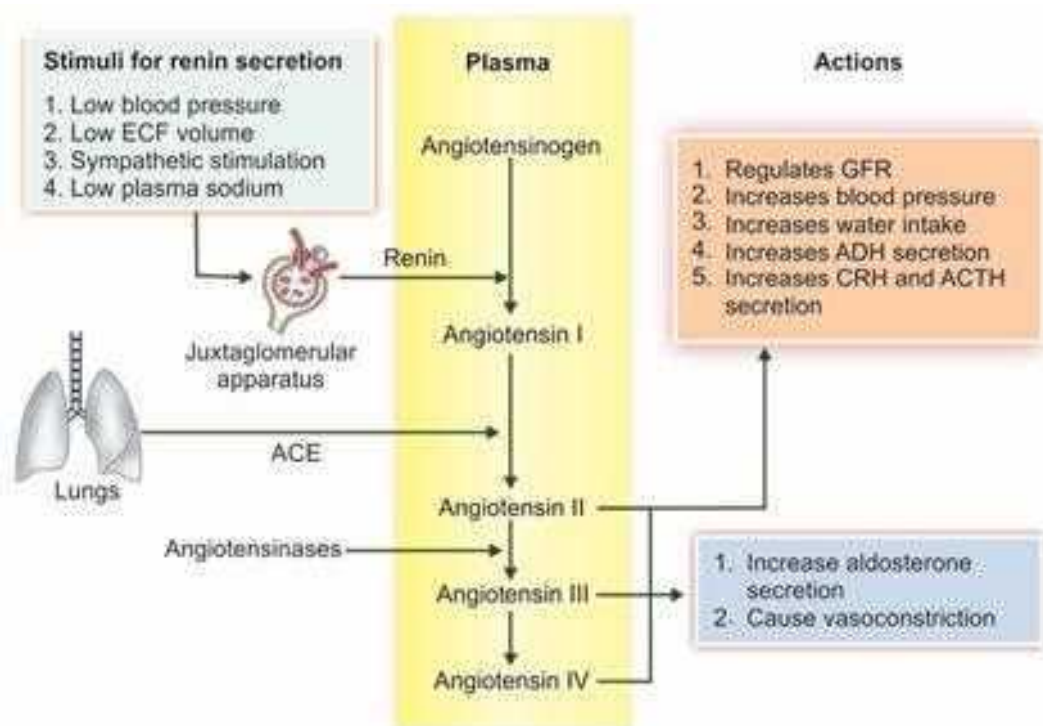 Stimuli for renin secretion
1. Low blood pressure
2. Low ECF volume
3. Sympathetic stimulation
4. Low plasma sodium
Plasma
Actions
Angiotensinogen
1. Regulates GFR
2. Increases blood pressure
3. Increases water intake
4. Increases ADH secretion
5. Increases CRH and ACTH
secretion
Renin
Juxtaglomerular
apparatus
Angiotensin I
ACE
Lungs
Angiotensin II
Angiotensinases
1. Increase aldosterone
secretion
2. Cause vasoconstriction
Angiotensin III
Angiotensin IV